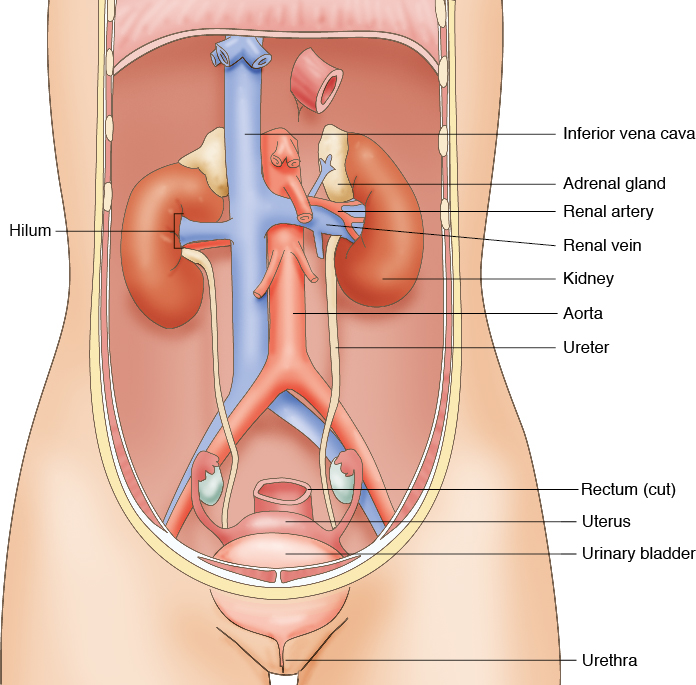 Inferior vena cava
Adrenal gland
Renal artery
Hilum
Renal vein
Kidney
Aorta
Ureter
Rectum (cut)
Uterus
Urinary bladder
Urethra